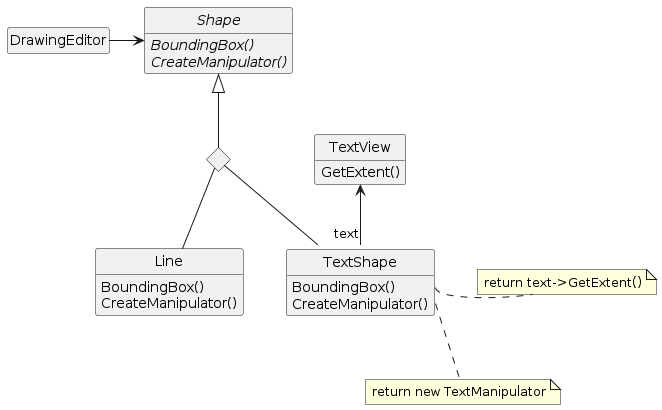 Shape
DrawingEditor
BoundingBox()
CreateManipulator()
TextView
GetExtent()
text
Line
BoundingBox()
CreateManipulator()
TextShape
BoundingBox()
CreateManipulator()
return text->GetExtent()
return new TextManipulator